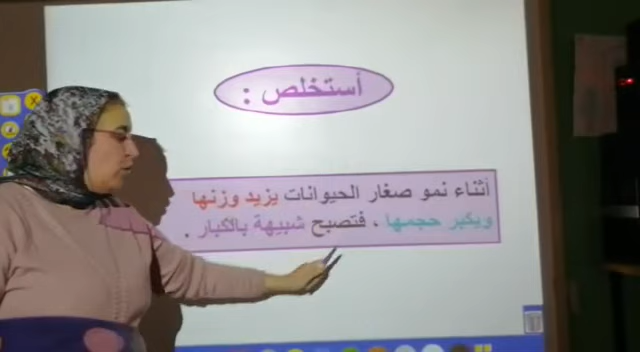 أستخلص :
أثناء نمو صغار الحيوانات يزيد وزنها
ويكبر حجمها ، فتصبح شبيهة بالكبار .